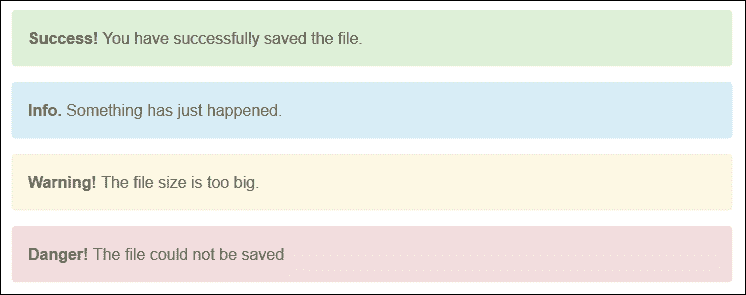 Success! You have successfully saved the file.
Info. Something has just happened.
Warning! The file size is too big.
Danger! The file could not be saved